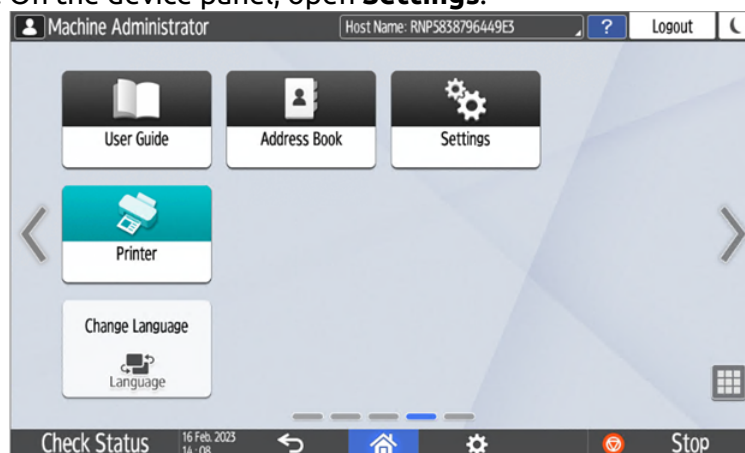 On the device panel, open Settings.
Machine Administrator
Host Name: RNP5838796449E3
?
Logout
User Guide
Address Book
Settings
Printer
Change Language
Language
Check Status
16 Feb. 2023
14:08
Stop